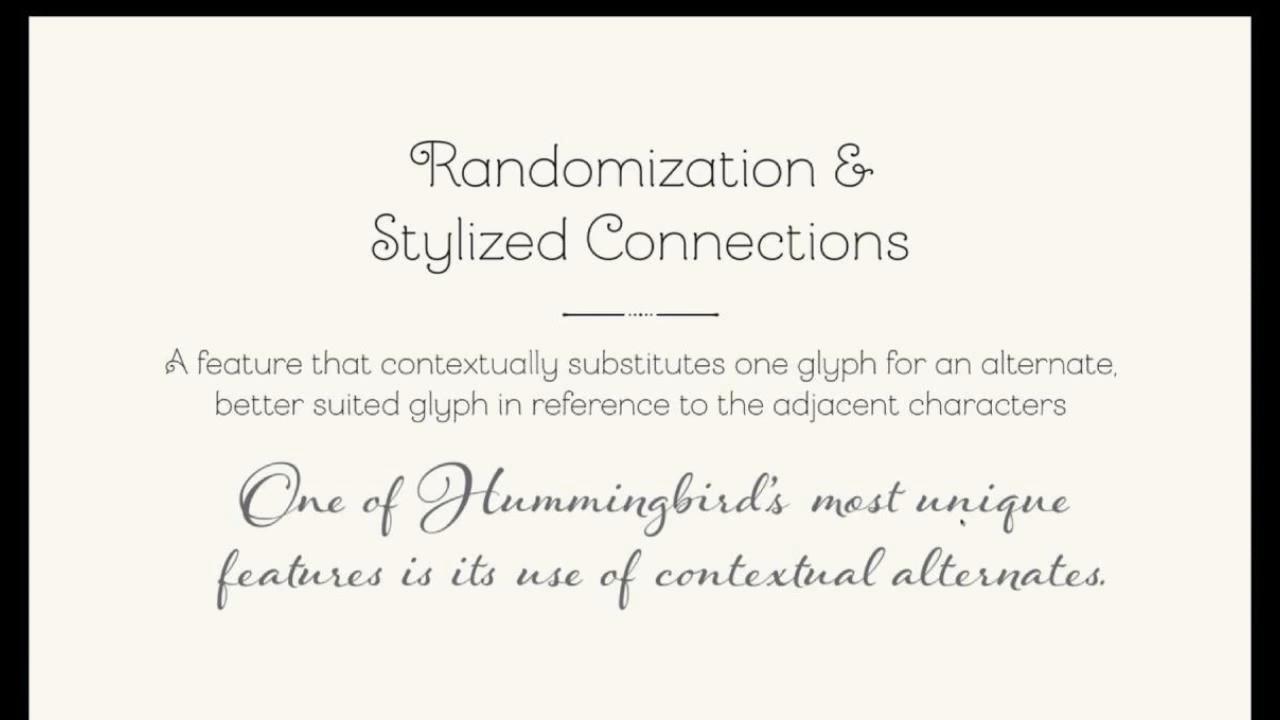 Randomization &
Stylized Connections
A feature that contextually substitutes one glyph for an alternate,
better suited glyph in reference to the adjacent characters
One of Hummingbird's most unique
features is its use of contextual alternates.